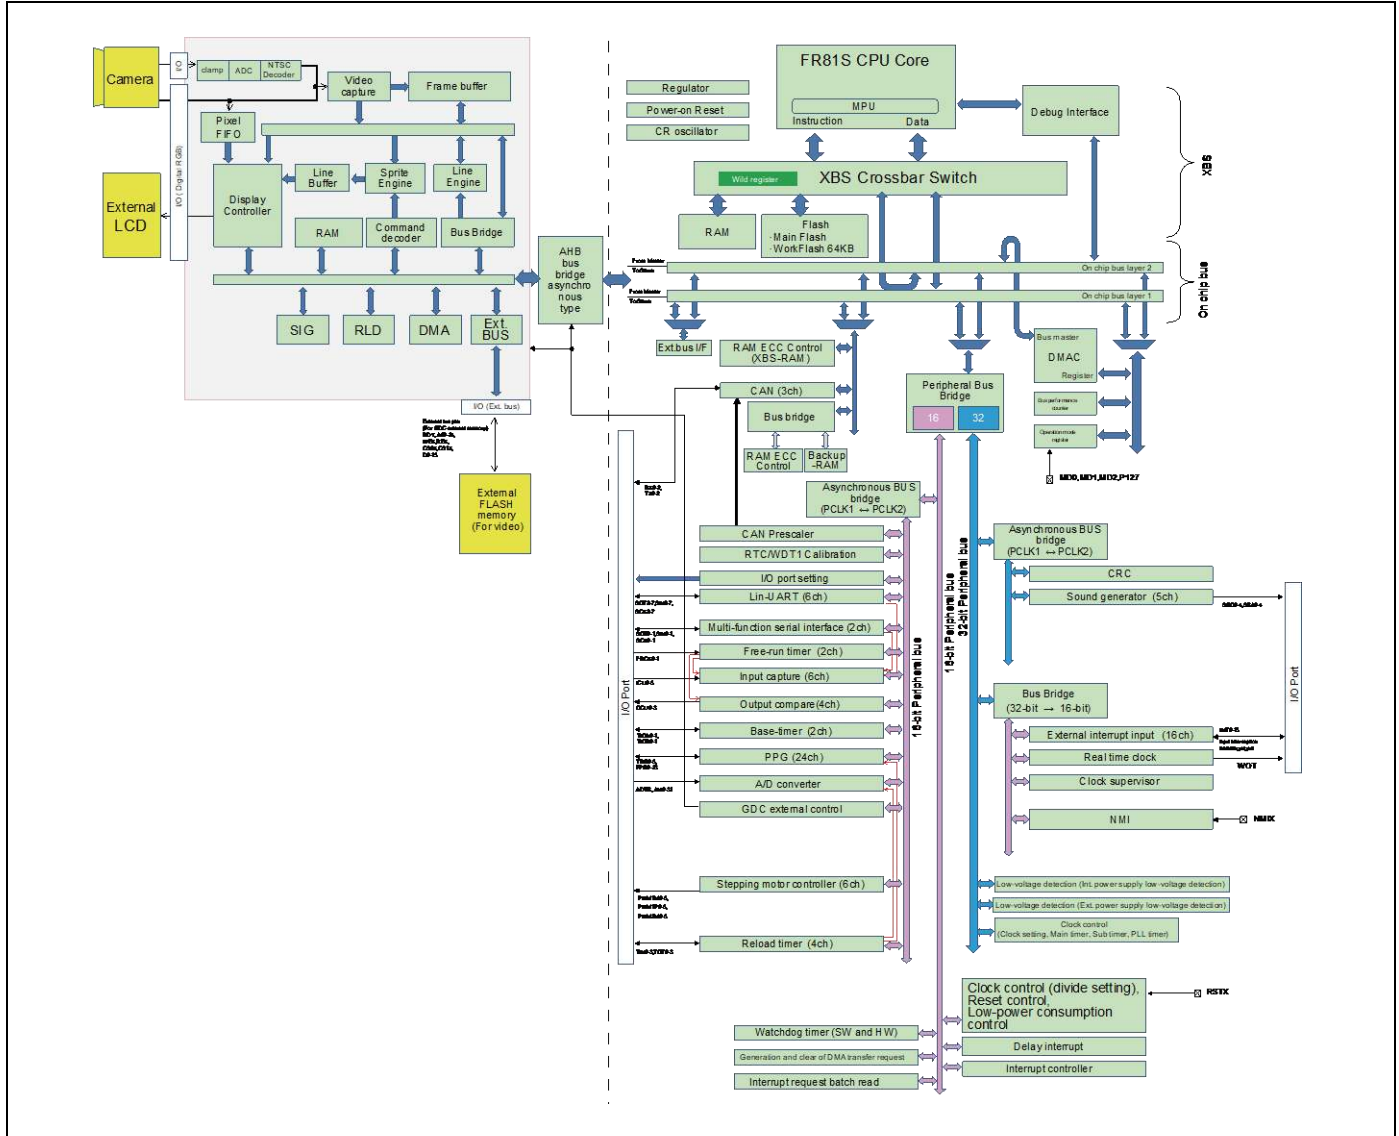 Camera
I/O
clamp
ADC
NTSC
Decoder
Video
capture
Frame buffer
Pixel
FIFO
I/O ( Digital RGB)
External
LCD
Display
Controller
Line
Buffer
Sprite
Engine
Line
Engine
RAM
Command
decoder
Bus Bridge
SIG
RLD
DMA
Ext.
BUS
AHB
bus
bridge
asynchro
nous
type
I/O (Ext. bus)
External
FLASH
memory
(For video)
Regulator
Power-on Reset
CR oscillator
FR81S CPU Core
MPU
Instruction
Data
Debug Interface
XBS
Wild register
XBS Crossbar Switch
RAM
Flash
·Main Flash
·WorkFlash 64KB
On chip bus layer 2
On chip bus layer 1
On chip bus
Ext.bus I/F
RAM ECC Control
(XBS-RAM)
CAN (3ch)
Bus bridge
RAM ECC
Control
Backup
-RAM
Peripheral Bus
Bridge
16
32
Bus master
DMAC
Register
Bus performance
counter
Operation mode
register
MD0,MD1,MD2,P127
Asynchronous BUS
bridge
(PCLK1 ↔ PCLK2)
I/O Port
CAN Prescaler
RTC/WDT1 Calibration
I/O port setting
Lin-UART (6ch)
Multi-function serial interface (2ch)
Free-run timer (2ch)
Input capture (6ch)
Output compare(4ch)
Base-timer (2ch)
PPG (24ch)
A/D converter
GDC external control
Stepping motor controller (6ch)
Reload timer (4ch)
16-bit Peripheral bus
16-bit Peripheral bus
32-bit Peripheral bus
Asynchronous BUS
bridge
(PCLK1 ↔ PCLK2)
CRC
Sound generator (5ch)
I/O Port
Bus Bridge
(32-bit → 16-bit)
External interrupt input (16ch)
Real time clock
WOT
Clock supervisor
NMI
NMIX
Low-voltage detection (Int. power supply low-voltage detection)
Low-voltage detection (Ext. power supply low-voltage detection)
Clock control
(Clock setting, Main timer, Sub timer, PLL timer)
Clock control (divide setting),
Reset control,
Low-power consumption
control
RSTX
Watchdog timer (SW and HW)
Delay interrupt
Generation and clear of DMA transfer request
Interrupt controller
Interrupt request batch read